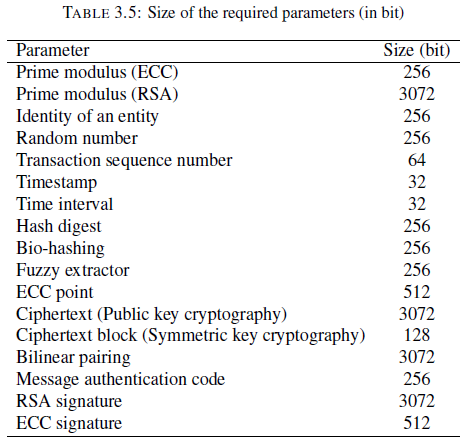 TABLE 3.5: Size of the required parameters (in bit)
Parameter Size (bit)
Prime modulus (ECC) 256
Prime modulus (RSA) 3072
Identity of an entity 256
Random number 256
Transaction sequence number 64
Timestamp 32
Time interval 32
Hash digest 256
Bio-hashing 256
Fuzzy extractor 256
ECC point 512
Ciphertext (Public key cryptography) 3072
Ciphertext block (Symmetric key cryptography) 128
Bilinear pairing 3072
Message authentication code 256
RSA signature 3072
ECC signature 512